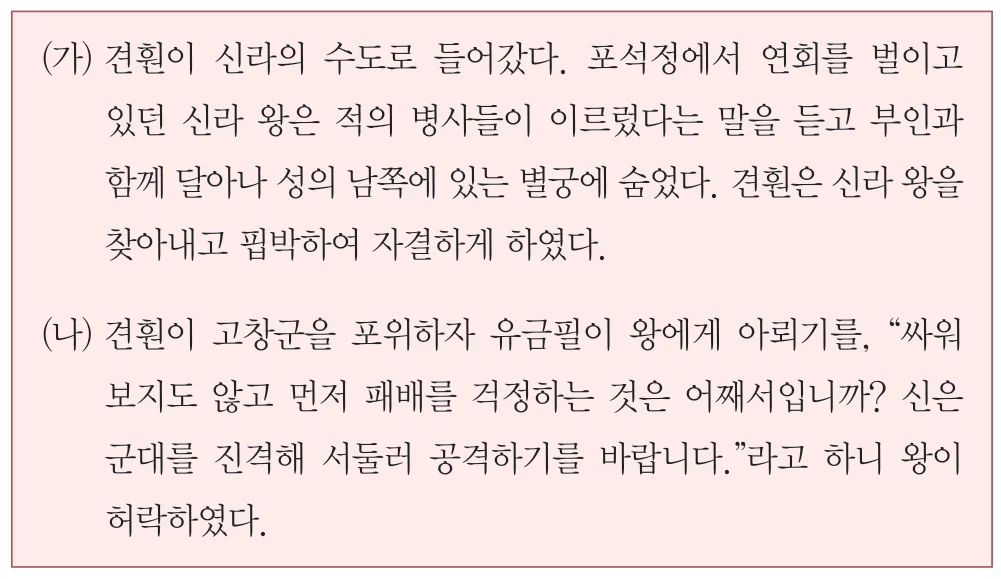 (가) 견훤이 신라의 수도로 들어갔다. 포석정에서 연회를 벌이고
있던 신라 왕은 적의 병사들이 이르렀다는 말을 듣고 부인과
함께 달아나 성의 남쪽에 있는 별궁에 숨었다. 견훤은 신라 왕을
찾아내고 핍박하여 자결하게 하였다.
(나) 견훤이 고창군을 포위하자 유금필이 왕에게 아뢰기를, “싸워
보지도 않고 먼저 패배를 걱정하는 것은 어째서입니까? 신은
군대를 진격해 서둘러 공격하기를 바랍니다.”라고 하니 왕이
허락하였다.